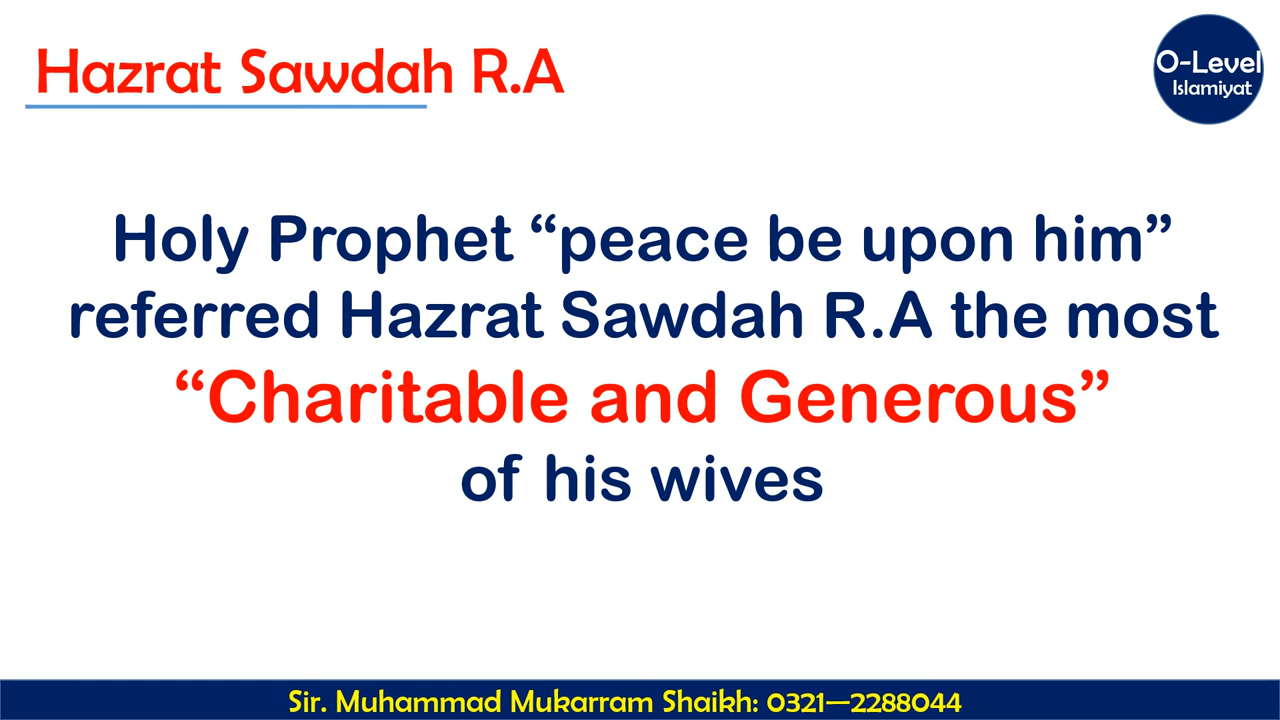 Hazrat Sawdah R.A
O-Level
Islamiyat
Holy Prophet “peace be upon him”
referred Hazrat Sawdah R.A the most
“Charitable and Generous”
of his wives
Sir. Muhammad Mukarram Shaikh: 0321—2288044